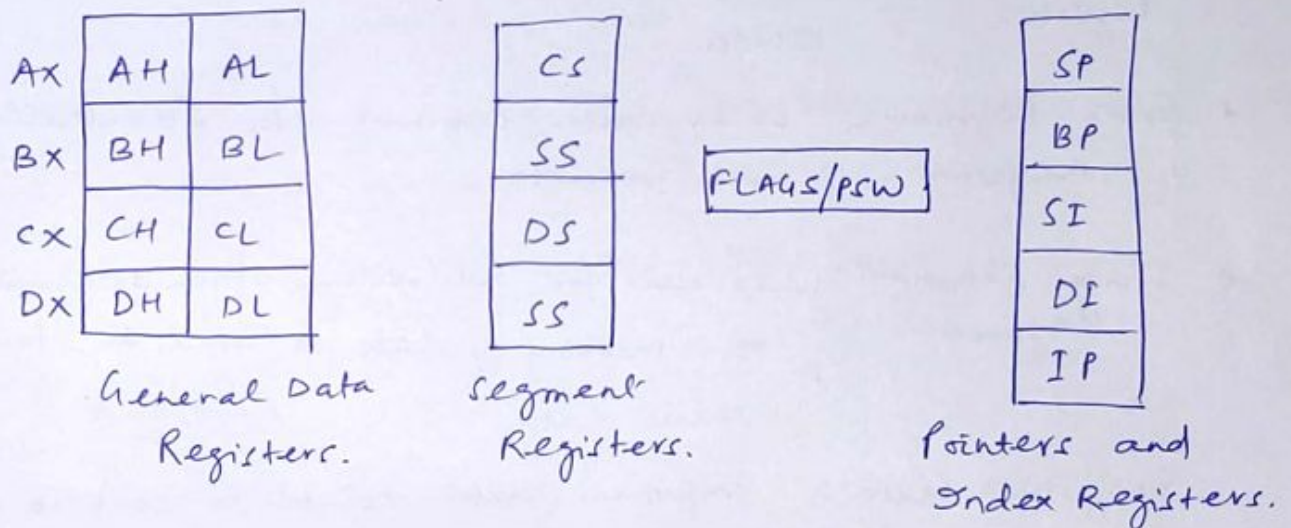 AX AH AL
BX BH BL
CX CH CL
DX DH DL
General Data
Registers.
CS
SS
DS
SS
segment
Registers.
FLAGS/PSW
SP
BP
SI
DI
IP
Pointers and
Index Registers.